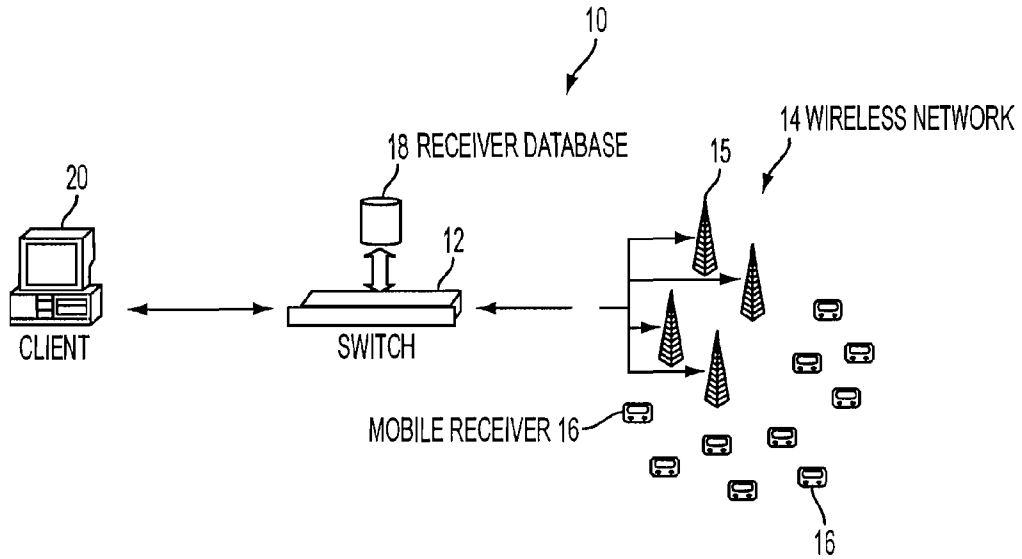 10
14 WIRELESS NETWORK
18 RECEIVER DATABASE
15
20
12
CLIENT
SWITCH
MOBILE RECEIVER 16
16